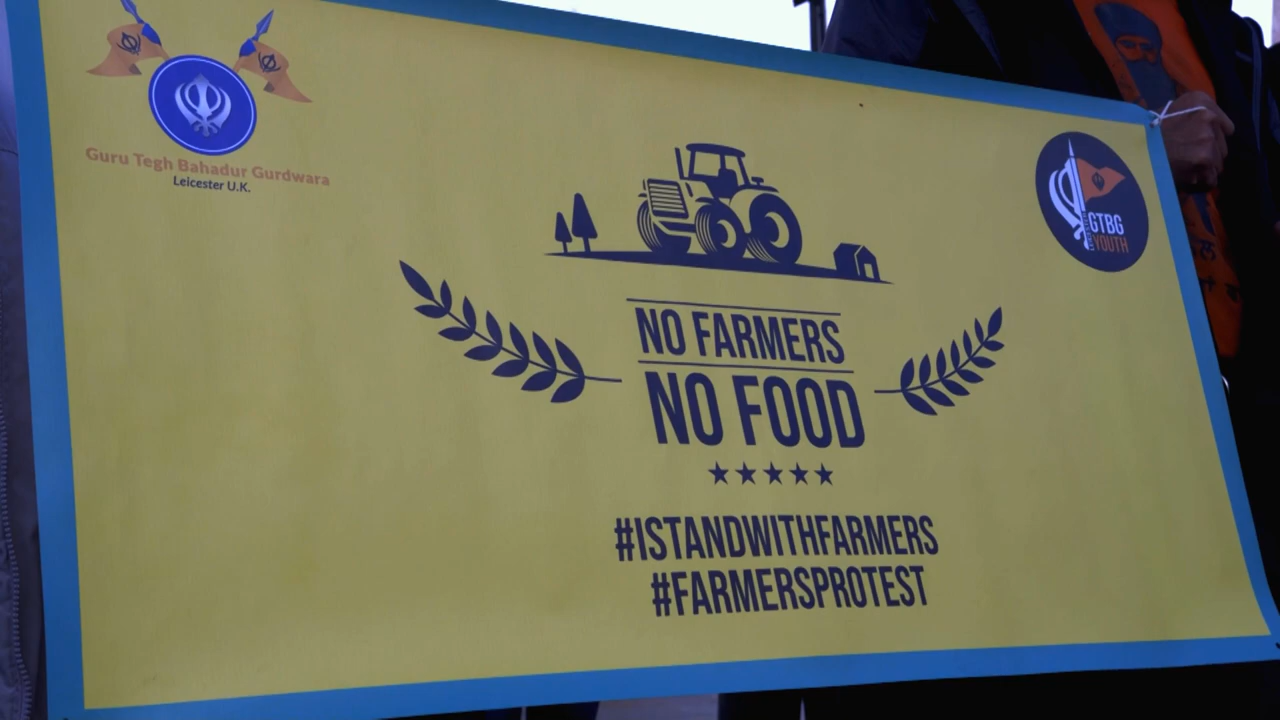 Guru Tegh Bahadur Gurdwara
Leicester U.K.
GTBG
YOUTH
NO FARMERS
NO FOOD
#ISTANDWITHFARMERS
#FARMERSPROTEST